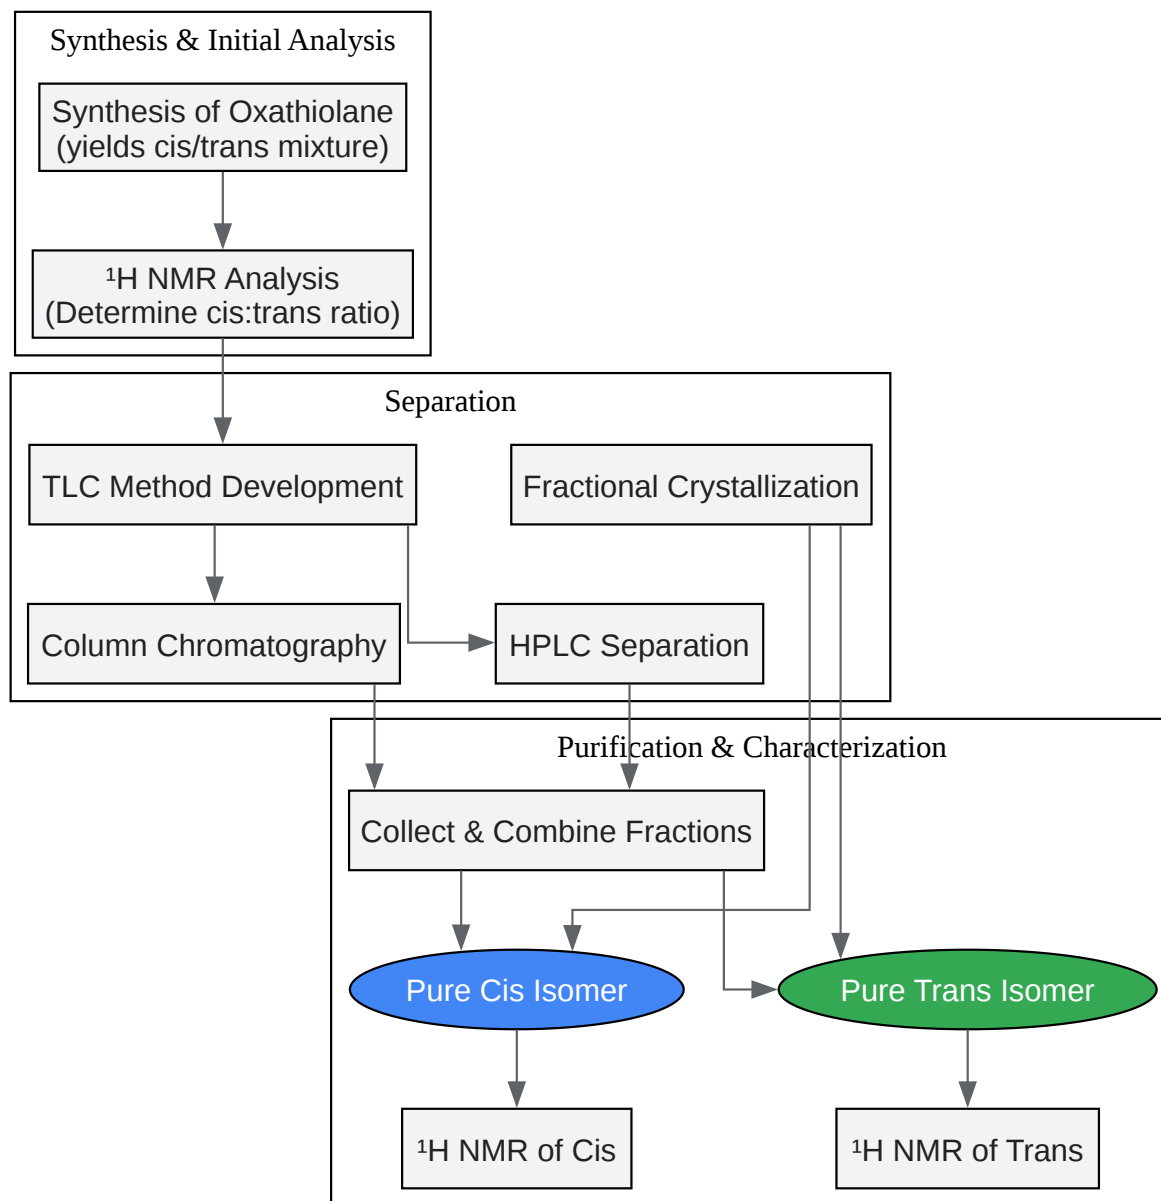 Synthesis & Initial Analysis
Synthesis of Oxathiolane
(yields cis/trans mixture)
¹H NMR Analysis
(Determine cis:trans ratio)
Separation
TLC Method Development
Fractional Crystallization
Column Chromatography
HPLC Separation
Purification & Characterization
Collect & Combine Fractions
Pure Cis Isomer
Pure Trans Isomer
¹H NMR of Cis
¹H NMR of Trans